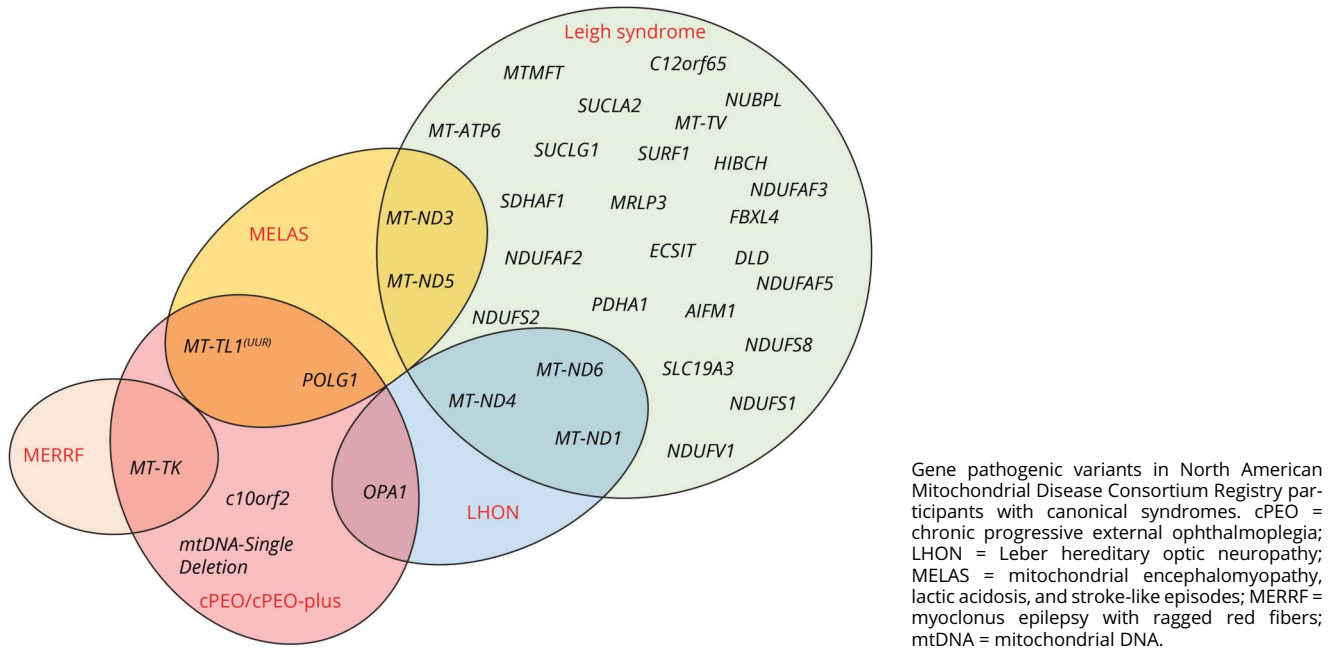 Leigh syndrome
C12orf65
MTMFT
NUBPL
SUCLA2
MT-TV
MT-ATP6
SUCLG1
SURF1
HIBCH
NDUFAF3
SDHAF1
MRLP3
FBXL4
MT-ND3
MELAS
ECSIT
DLD
NDUFAF2
MT-ND5
NDUFAF5
PDHA1
AIFM1
NDUFS2
MT-TL1(UUR)
NDUFS8
MT-ND6
SLC19A3
POLG1
MT-ND4
NDUFS1
MT-ND1
NDUFV1
MERRF
MT-TK
c10orf2
OPA1
LHON
mtDNA-Single
Deletion
cPEO/cPEO-plus
Gene pathogenic variants in North American
Mitochondrial Disease Consortium Registry par-
ticipants with canonical syndromes. cPEO =
chronic progressive external ophthalmoplegia;
LHON = Leber hereditary optic neuropathy;
MELAS = mitochondrial encephalomyopathy,
lactic acidosis, and stroke-like episodes; MERRF =
myoclonus epilepsy with ragged red fibers;
mtDNA = mitochondrial DNA.